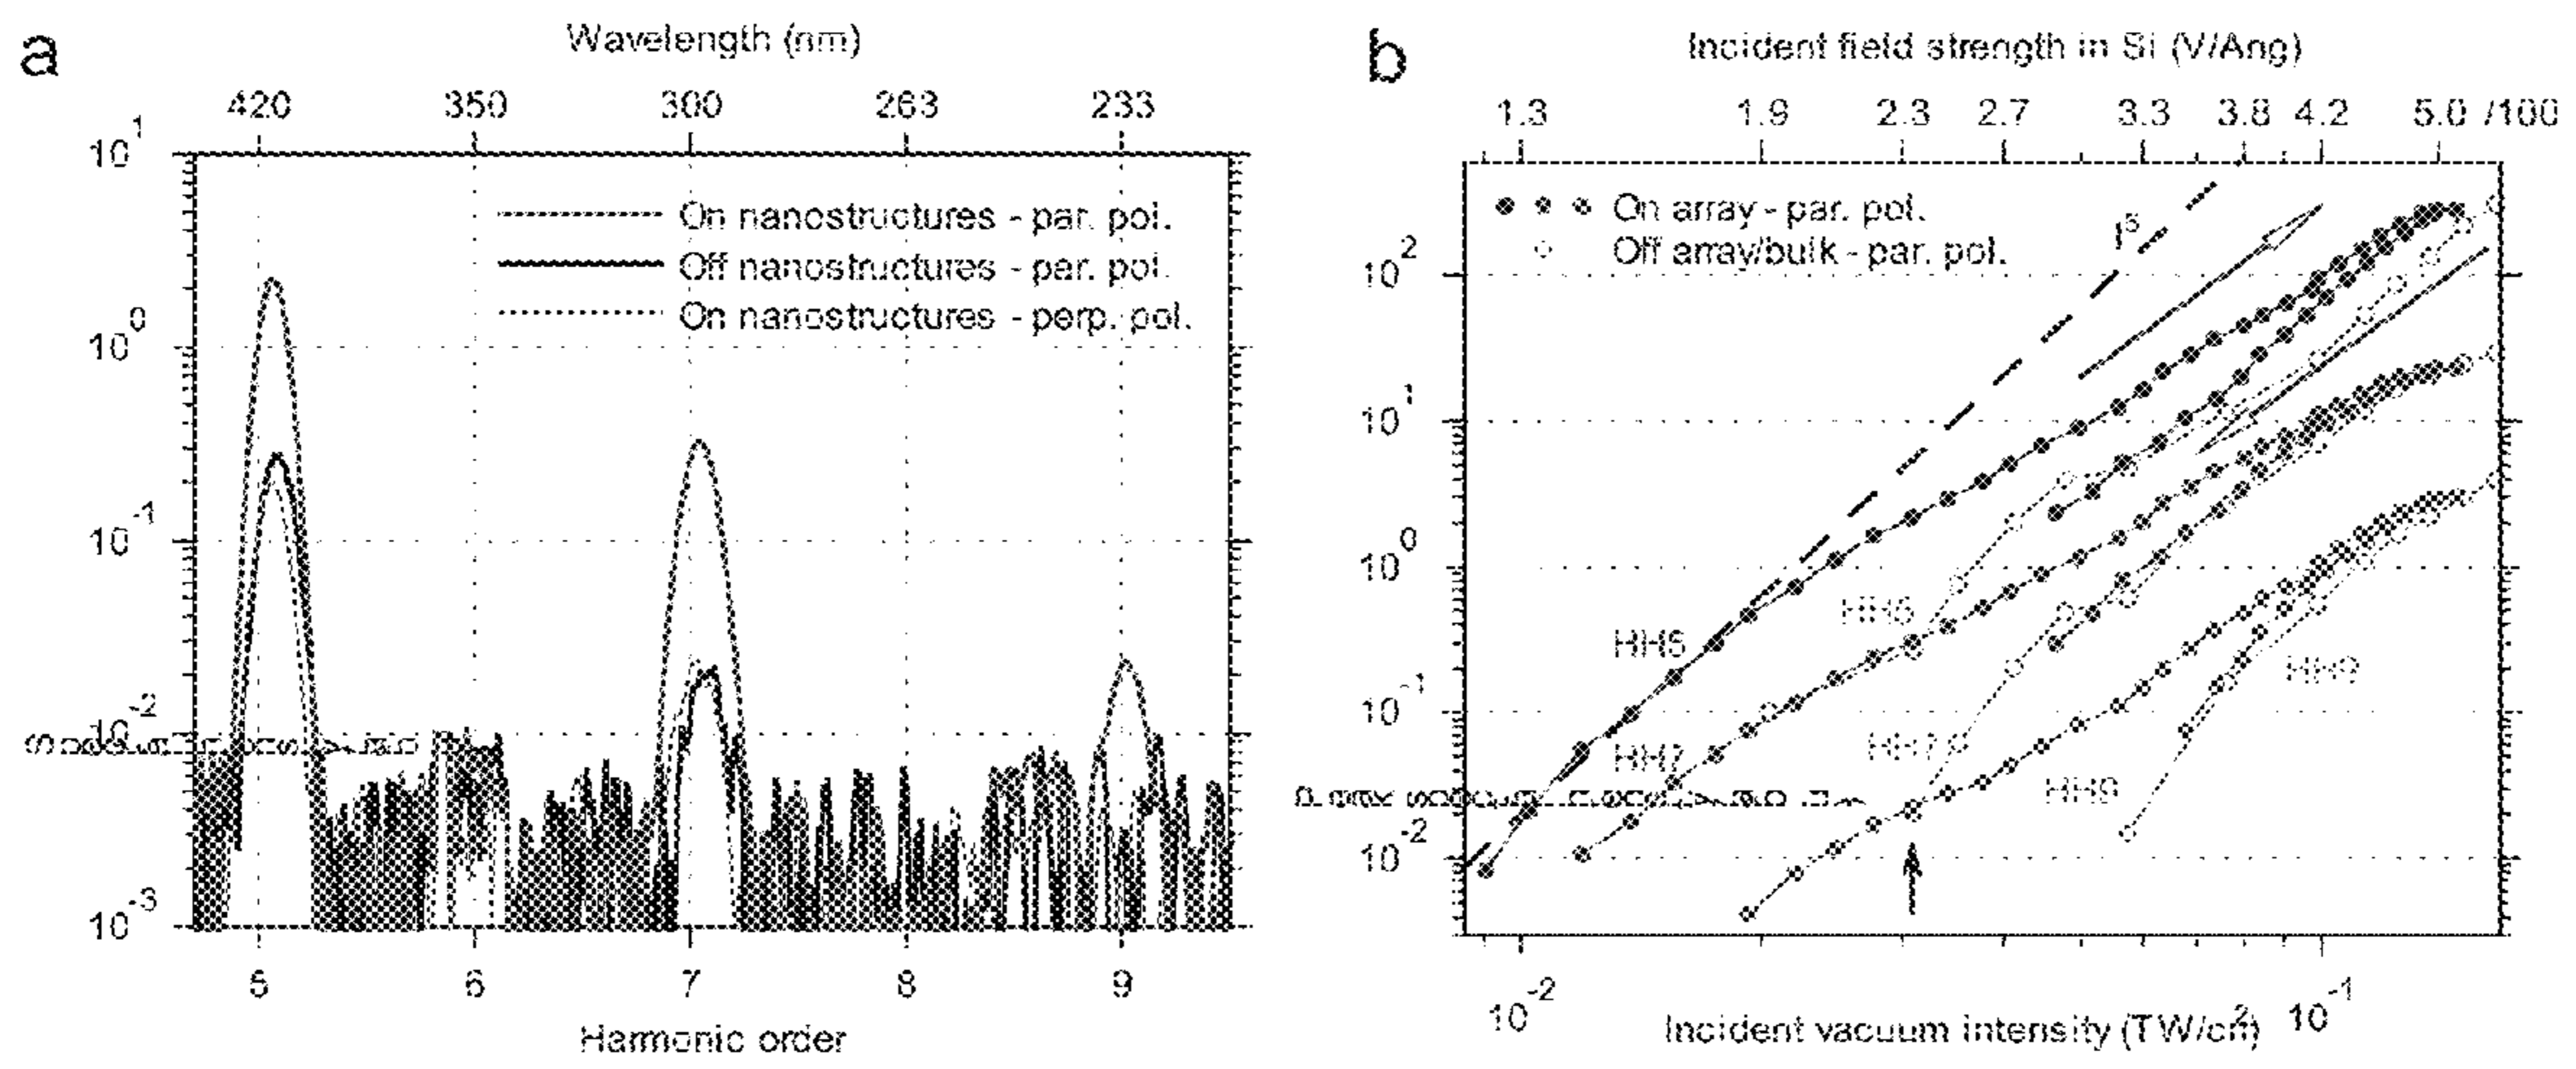 a
Wavelength (nm)
420 350 300 263 233
10^1
10^0
10^-1
10^-2
10^-3
On nanostructures - par. pol.
Off nanostructures - par. pol.
On nanostructures - perp. pol.
5 6 7 8 9
Harmonic order
b
Incident field strength in Si (V/Ang)
1.3 1.9 2.3 2.7 3.3 3.8 4.2 5.0 /100
On array - par. pol.
Off array/bulk - par. pol.
I^5
10^2
10^1
10^0
10^-1
10^-2
HH5
HH5
HH7
HH7
HH9
HH9
10^-2 10^-1
Incident vacuum intensity (TW/cm^2)